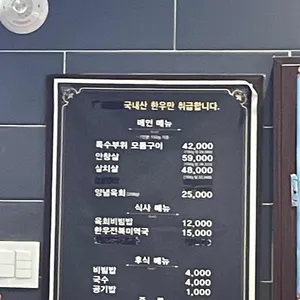 국내산 한우만 취급합니다.
메인 메뉴
특수부위 모듬구이 42,000
안창살 59,000
살치살 48,000
양념육회 25,000
식사 메뉴
육회비빔밥 12,000
한우전복미역국 15,000
후식 메뉴
비빔밥 4,000
국수 4,000
공기밥 1,000